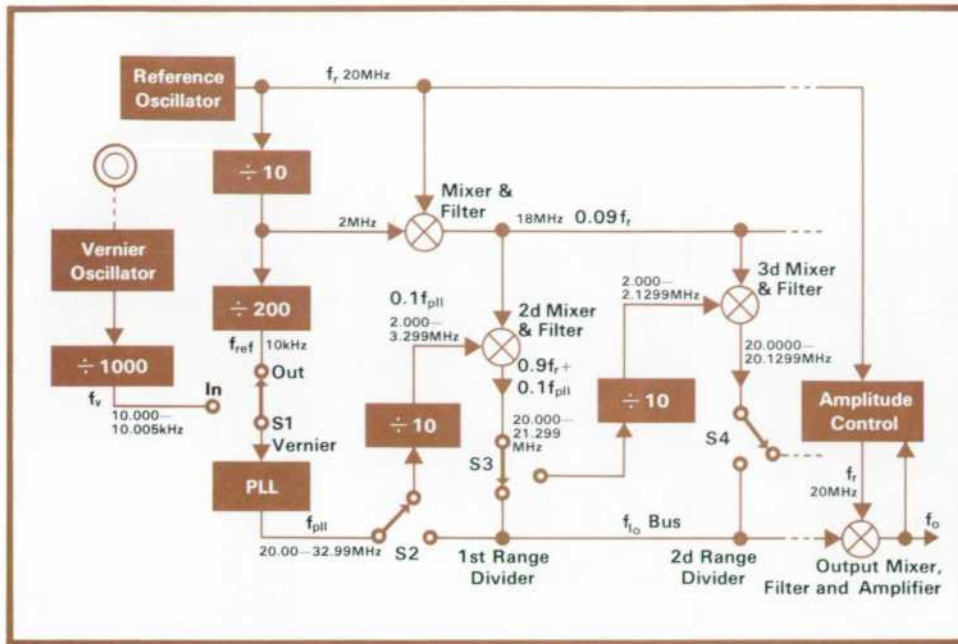 Reference
Oscillator
fr 20MHz
÷ 10
Mixer &
Filter
2MHz
18MHz 0.09fr
Vernier
Oscillator
÷ 200
fref 10kHz
÷ 1000
fv
10.000—
10.005kHz
In
Out
S1
Vernier
PLL
fpll
20.00—32.99MHz
S2
0.1fpll
2.000—
3.299MHz
÷ 10
2d Mixer
& Filter
0.9fr+
0.1fpll
20.000—
21.299
MHz
S3
1st Range
Divider
2.000—
2.1299MHz
÷ 10
3d Mixer
& Filter
20.0000—
20.1299MHz
S4
flo Bus
2d Range
Divider
Amplitude
Control
fr
20MHz
fo
Output Mixer,
Filter and Amplifier